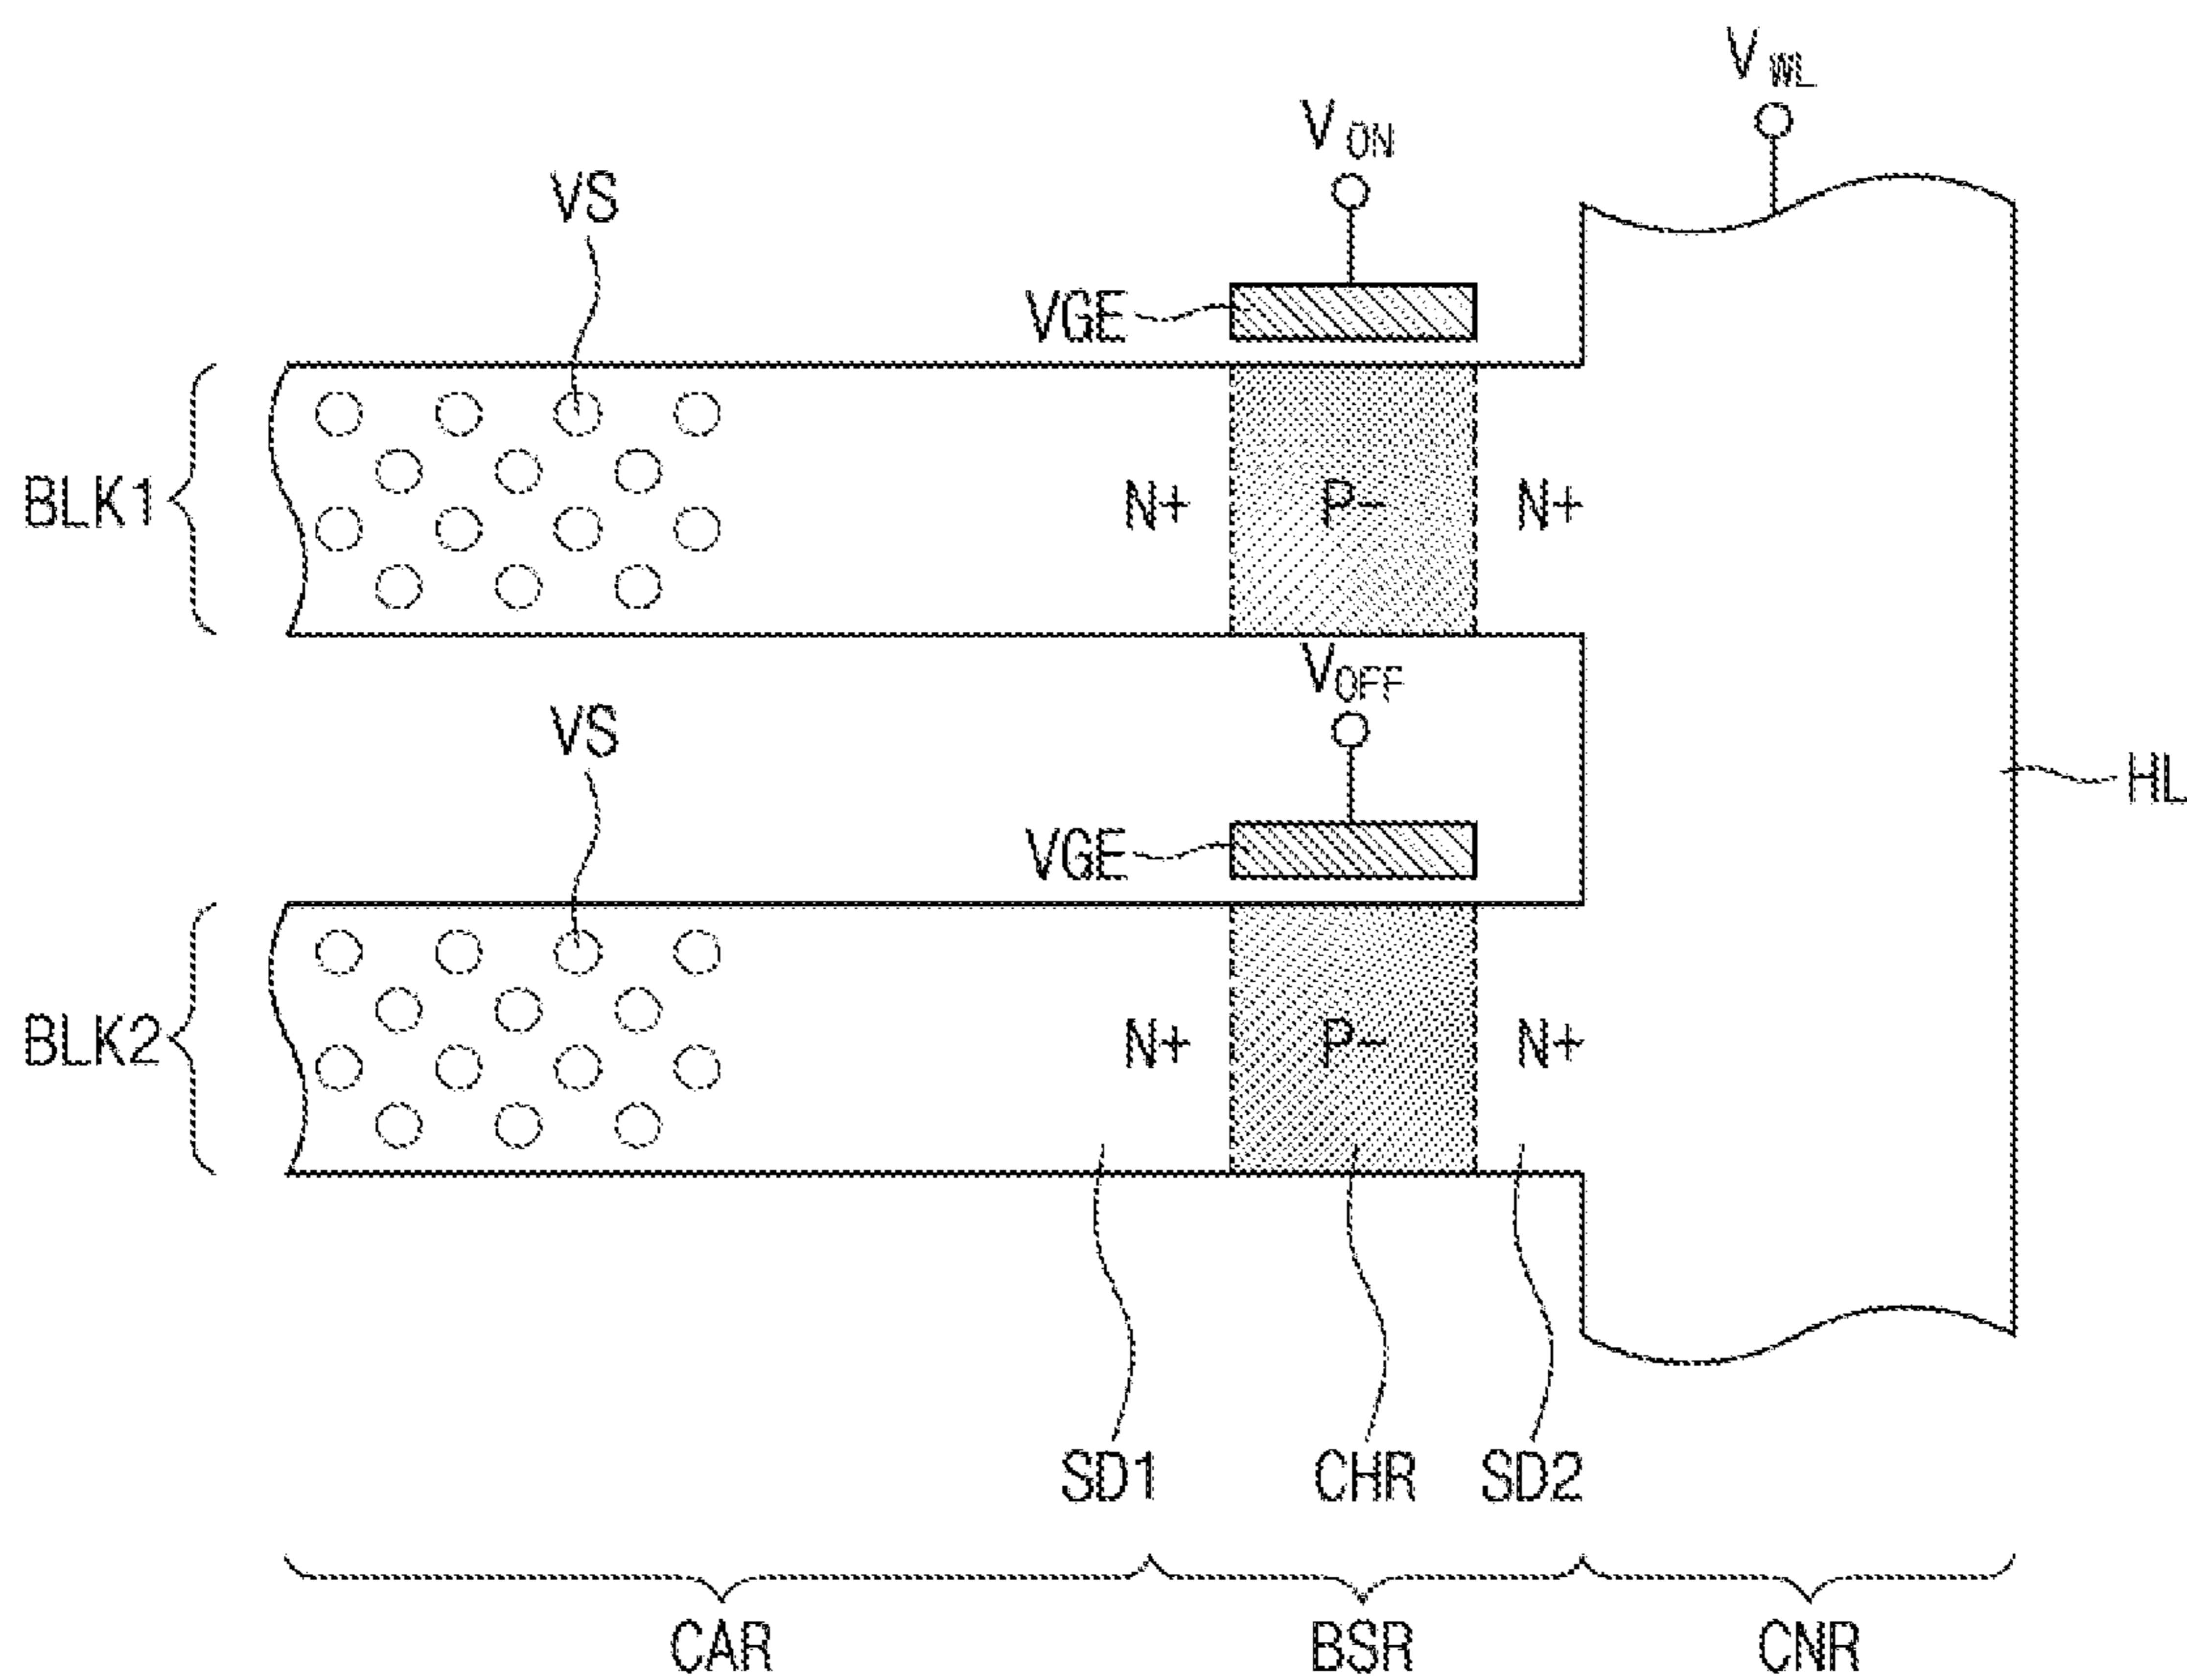 V WL
V ON
VS
VGE
BLK1
N+ P- N+
V OFF
VS
HL
VGE
BLK2
N+ P- N+
SD1 CHR SD2
CAR BSR CNR